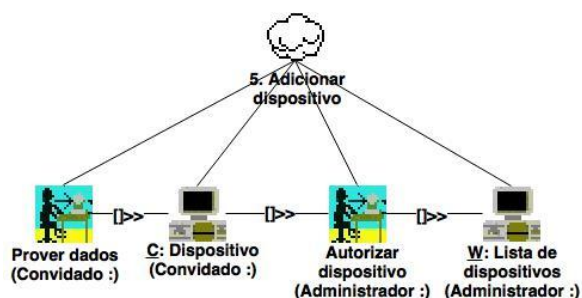 5. Adicionar
dispositivo
[]>>
[]>>
[]>>
Prover dados
(Convidado :)
C: Dispositivo
(Convidado :)
Autorizar
dispositivo
(Administrador :)
W: Lista de
dispositivos
(Administrador :)